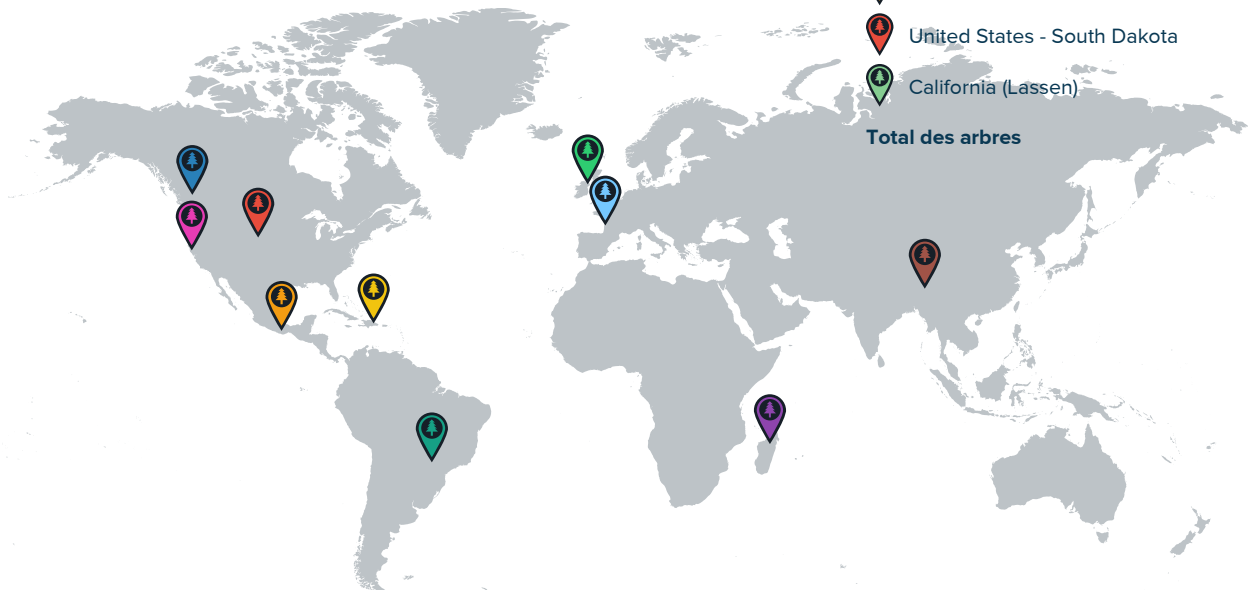 United States - South Dakota
California (Lassen)
Total des arbres